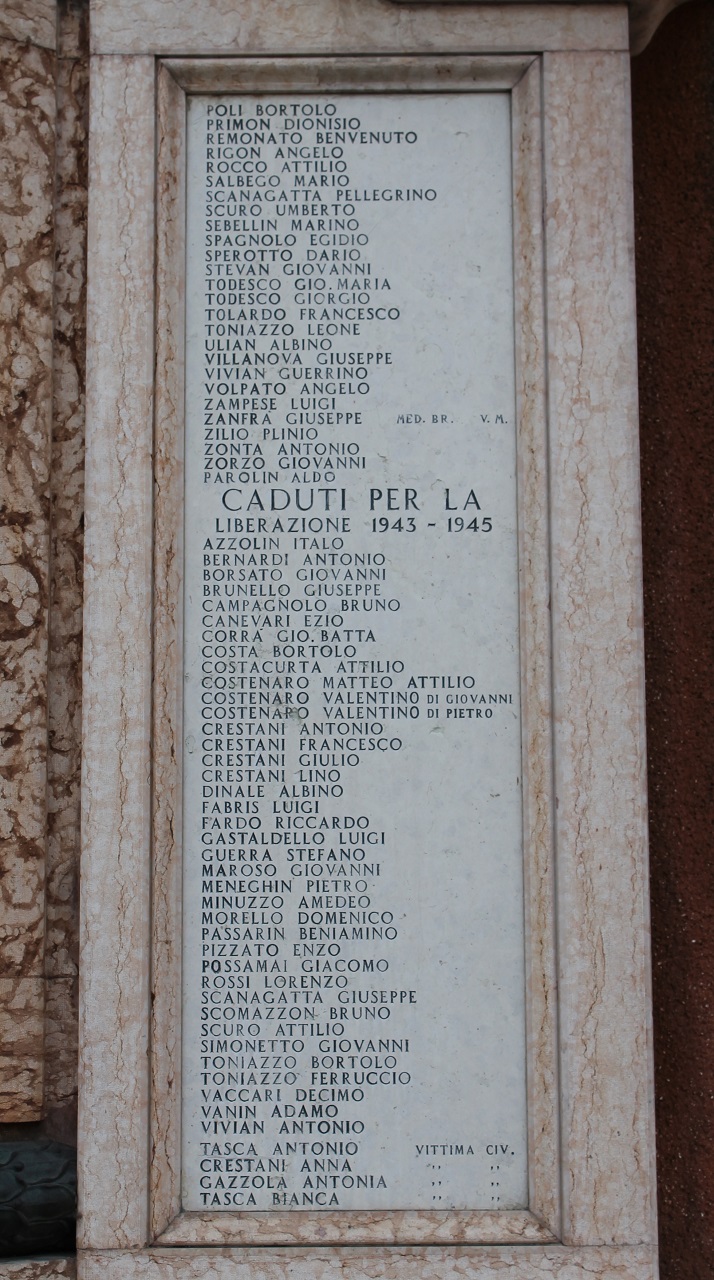 POLI BORTOLO
PRIMON DIONISIO
REMONATO BENVENUTO
RIGON ANGELO
ROCCO ATTILIO
SALBEGO MARIO
SCANAGATTA PELLEGRINO
SCURO UMBERTO
SEBELLIN MARINO
SPAGNOLO EGIDIO
SPEROTTO DARIO
STEVAN GIOVANNI
TODESCO GIO. MARIA
TODESCO GIORGIO
TOLARDO FRANCESCO
TONIAZZO LEONE
ULIAN ALBINO
VILLANOVA GIUSEPPE
VIVIAN GUERRINO
VOLPATO ANGELO
ZAMPESE LUIGI
ZANFRÀ GIUSEPPE MED. BR. V. M.
ZILIO PLINIO
ZONTA ANTONIO
ZORZO GIOVANNI
PAROLIN ALDO
CADUTI PER LA
LIBERAZIONE 1943 - 1945
AZZOLIN ITALO
BERNARDI ANTONIO
BORSATO GIOVANNI
BRUNELLO GIUSEPPE
CAMPAGNOLO BRUNO
CANEVARI EZIO
CORRÀ GIO. BATTA
COSTA BORTOLO
COSTACURTA ATTILIO
COSTENARO MATTEO ATTILIO
COSTENARO VALENTINO DI GIOVANNI
COSTENARO VALENTINO DI PIETRO
CRESTANI ANTONIO
CRESTANI FRANCESCO
CRESTANI GIULIO
CRESTANI LINO
DINALE ALBINO
FABRIS LUIGI
FARDO RICCARDO
GASTALDELLO LUIGI
GUERRA STEFANO
MAROSO GIOVANNI
MENEGHIN PIETRO
MINUZZO AMEDEO
MORELLO DOMENICO
PASSARIN BENIAMINO
PIZZATO ENZO
POSSAMAI GIACOMO
ROSSI LORENZO
SCANAGATTA GIUSEPPE
SCOMAZZON BRUNO
SCURO ATTILIO
SIMONETTO GIOVANNI
TONIAZZO BORTOLO
TONIAZZO FERRUCCIO
VACCARI DECIMO
VANIN ADAMO
VIVIAN ANTONIO
TASCA ANTONIO VITTIMA CIV.
CRESTANI ANNA ,, ,,
GAZZOLA ANTONIA ,, ,,
TASCA BIANCA ,, ,,